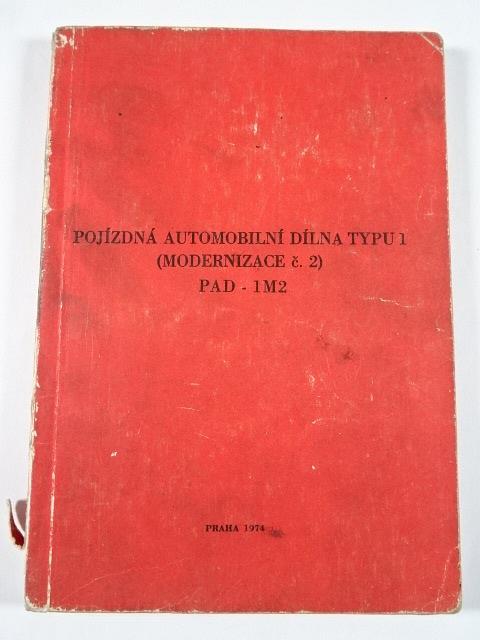 POJÍZDNÁ AUTOMOBILNÍ DÍLNA TYPU 1
(MODERNIZACE č. 2)
PAD - 1M2
PRAHA 1974